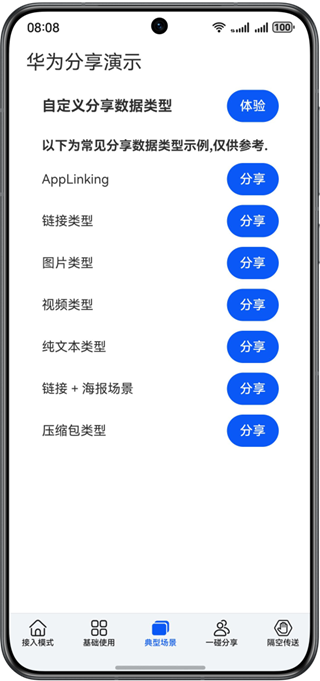 08:08
100
华为分享演示
自定义分享数据类型 体验
以下为常见分享数据类型示例,仅供参考.
AppLinking 分享
链接类型 分享
图片类型 分享
视频类型 分享
纯文本类型 分享
链接 + 海报场景 分享
压缩包类型 分享
接入模式 基础使用 典型场景 一碰分享 隔空传送